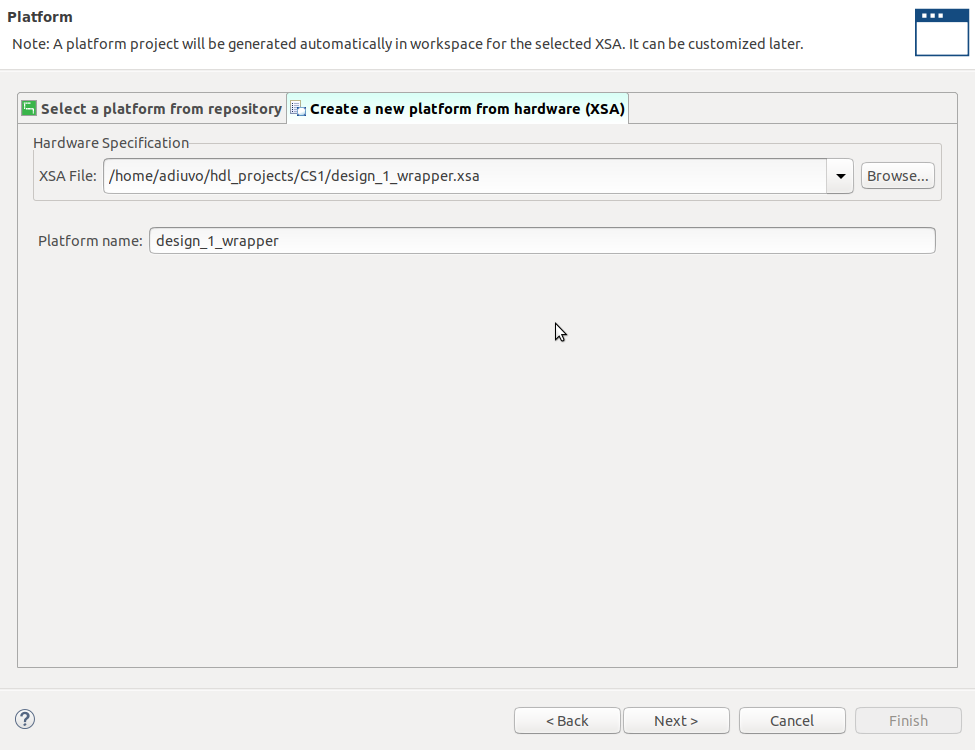 Platform
Note: A platform project will be generated automatically in workspace for the selected XSA. It can be customized later.
Select a platform from repository Create a new platform from hardware (XSA)
Hardware Specification
XSA File: /home/adiuvo/hdl_projects/CS1/design_1_wrapper.xsa Browse...
Platform name: design_1_wrapper
? < Back Next > Cancel Finish